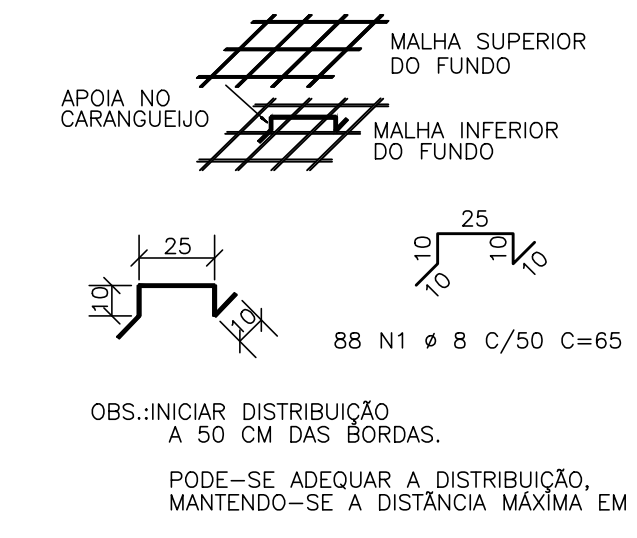 MALHA SUPERIOR
DO FUNDO
APOIA NO
CARANGUEIJO
MALHA INFERIOR
DO FUNDO
25
10
10
25
10
10
10
10
88 N1 ø 8 C/50 C=65
OBS.:INICIAR DISTRIBUIÇÃO
A 50 CM DAS BORDAS.
PODE-SE ADEQUAR A DISTRIBUIÇÃO,
MANTENDO-SE A DISTÃNCIA MÁXIMA EM